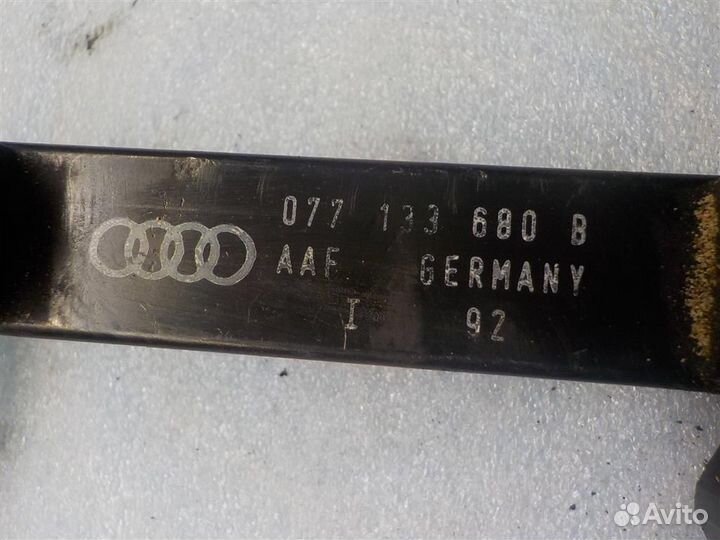 077 133 680 B
AAF GERMANY
I 92
Avito